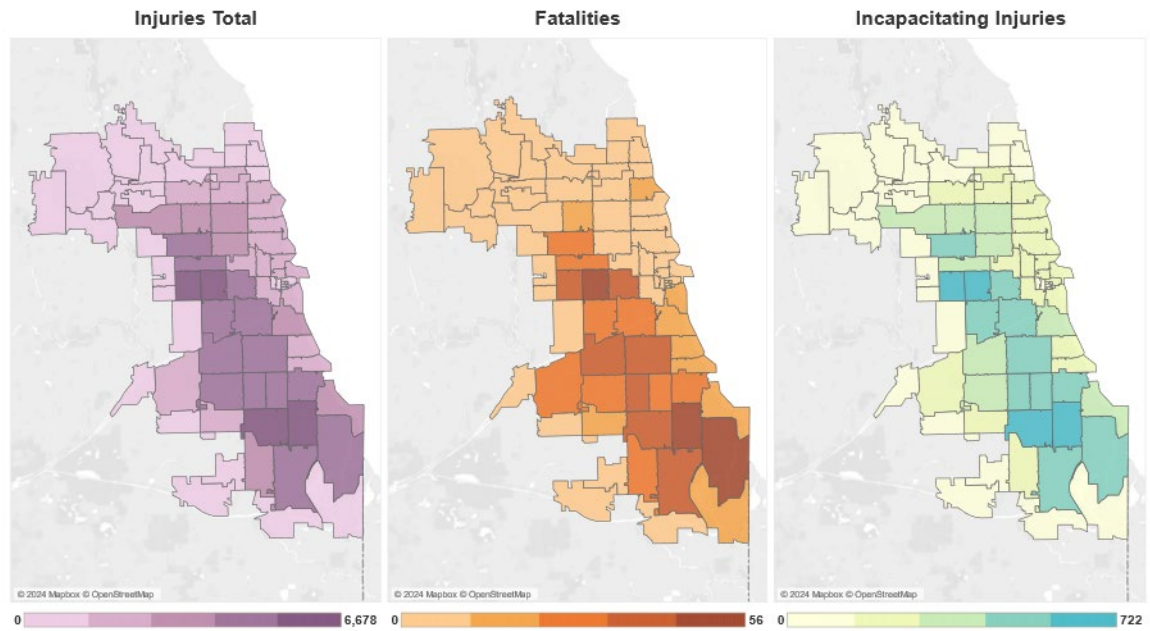 Injuries Total
Fatalities
Incapacitating Injuries
© 2024 Mapbox © OpenStreetMap
© 2024 Mapbox © OpenStreetMap
© 2024 Mapbox © OpenStreetMap
0 6,678
0 56
0 722